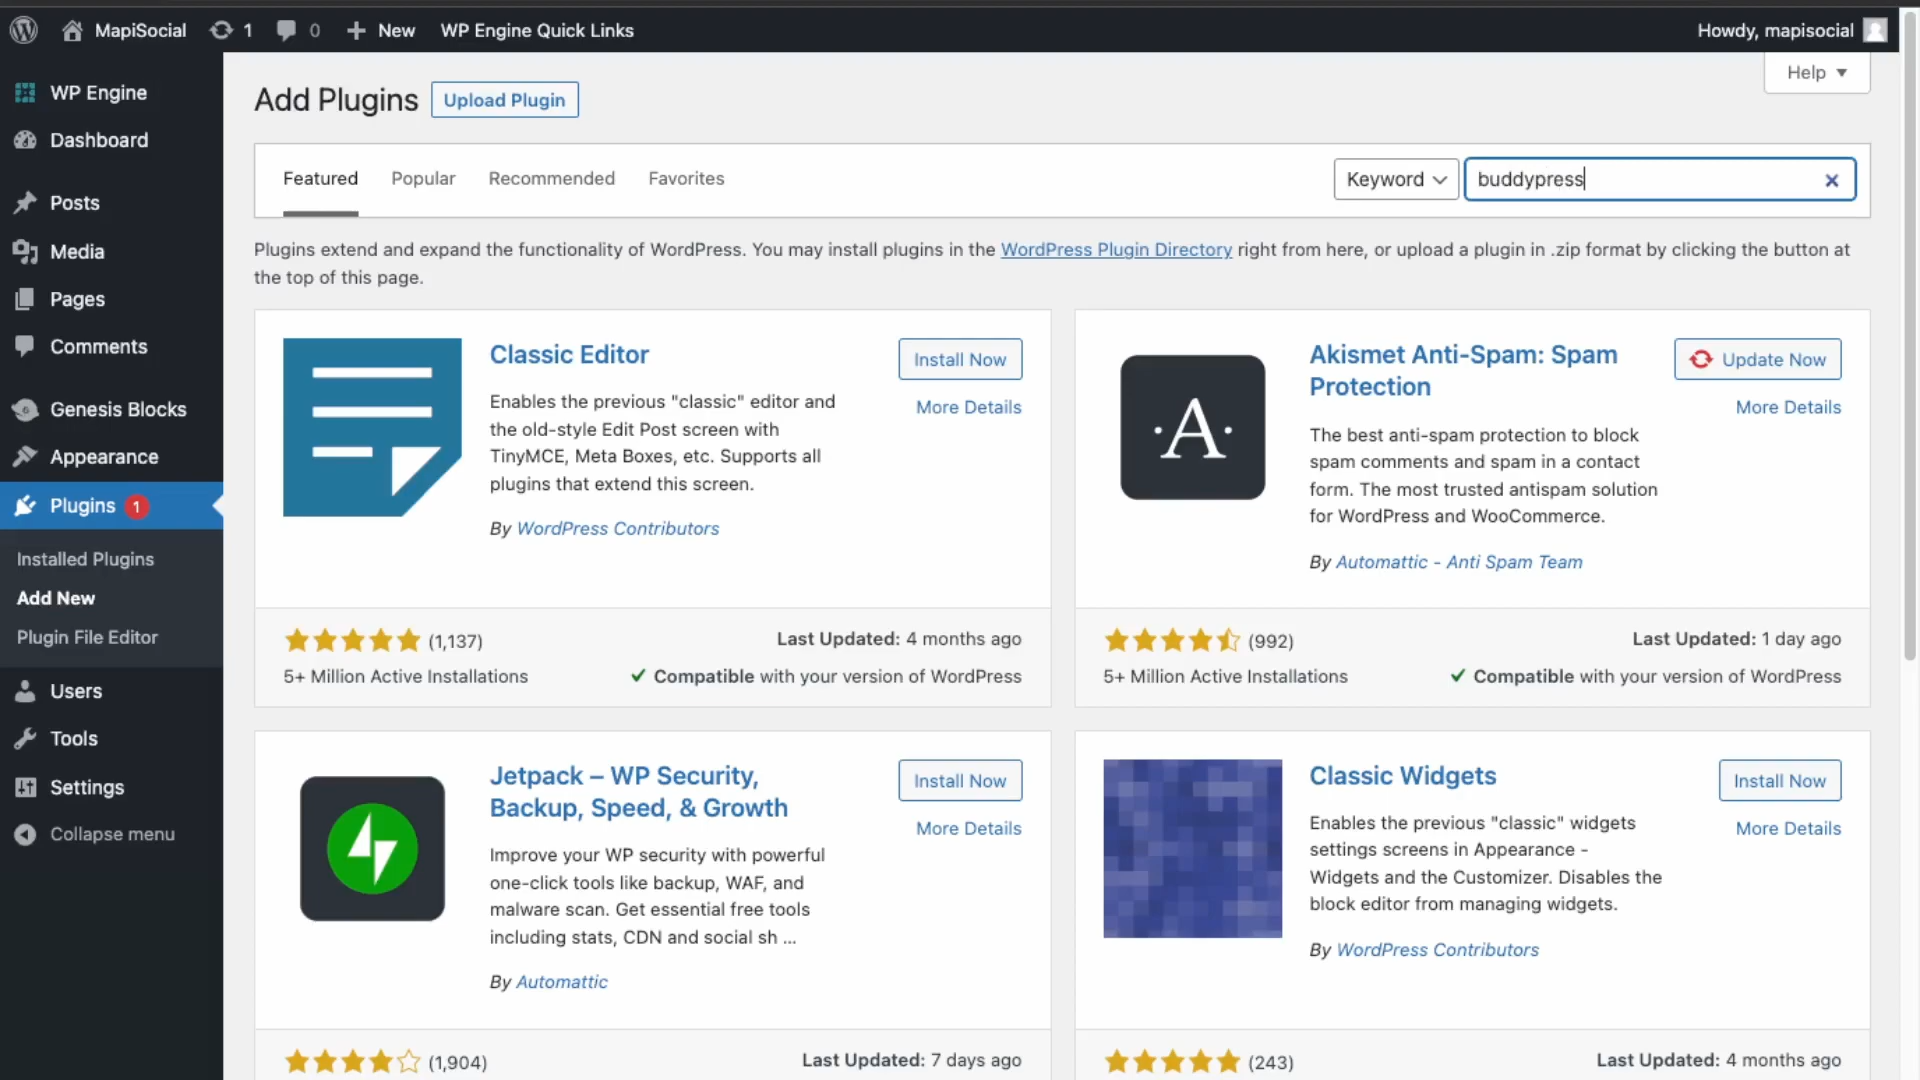 MapiSocial 1 0 New WP Engine Quick Links Howdy, mapisocial
Help
WP Engine
Dashboard
Posts
Media
Pages
Comments
Genesis Blocks
Appearance
Plugins 1
Installed Plugins
Add New
Plugin File Editor
Users
Tools
Settings
Collapse menu
Add Plugins Upload Plugin
Featured Popular Recommended Favorites Keyword buddypress
Plugins extend and expand the functionality of WordPress. You may install plugins in the WordPress Plugin Directory right from here, or upload a plugin in .zip format by clicking the button at
the top of this page.
Classic Editor
Install Now
More Details
Enables the previous "classic" editor and
the old-style Edit Post screen with
TinyMCE, Meta Boxes, etc. Supports all
plugins that extend this screen.
By WordPress Contributors
(1,137)
Last Updated: 4 months ago
5+ Million Active Installations
Compatible with your version of WordPress
·A·
Akismet Anti-Spam: Spam
Protection
Update Now
More Details
The best anti-spam protection to block
spam comments and spam in a contact
form. The most trusted antispam solution
for WordPress and WooCommerce.
By Automattic - Anti Spam Team
(992)
Last Updated: 1 day ago
5+ Million Active Installations
Compatible with your version of WordPress
Jetpack – WP Security,
Backup, Speed, & Growth
Install Now
More Details
Improve your WP security with powerful
one-click tools like backup, WAF, and
malware scan. Get essential free tools
including stats, CDN and social sh ...
By Automattic
(1,904)
Last Updated: 7 days ago
Classic Widgets
Install Now
More Details
Enables the previous "classic" widgets
settings screens in Appearance -
Widgets and the Customizer. Disables the
block editor from managing widgets.
By WordPress Contributors
(243)
Last Updated: 4 months ago